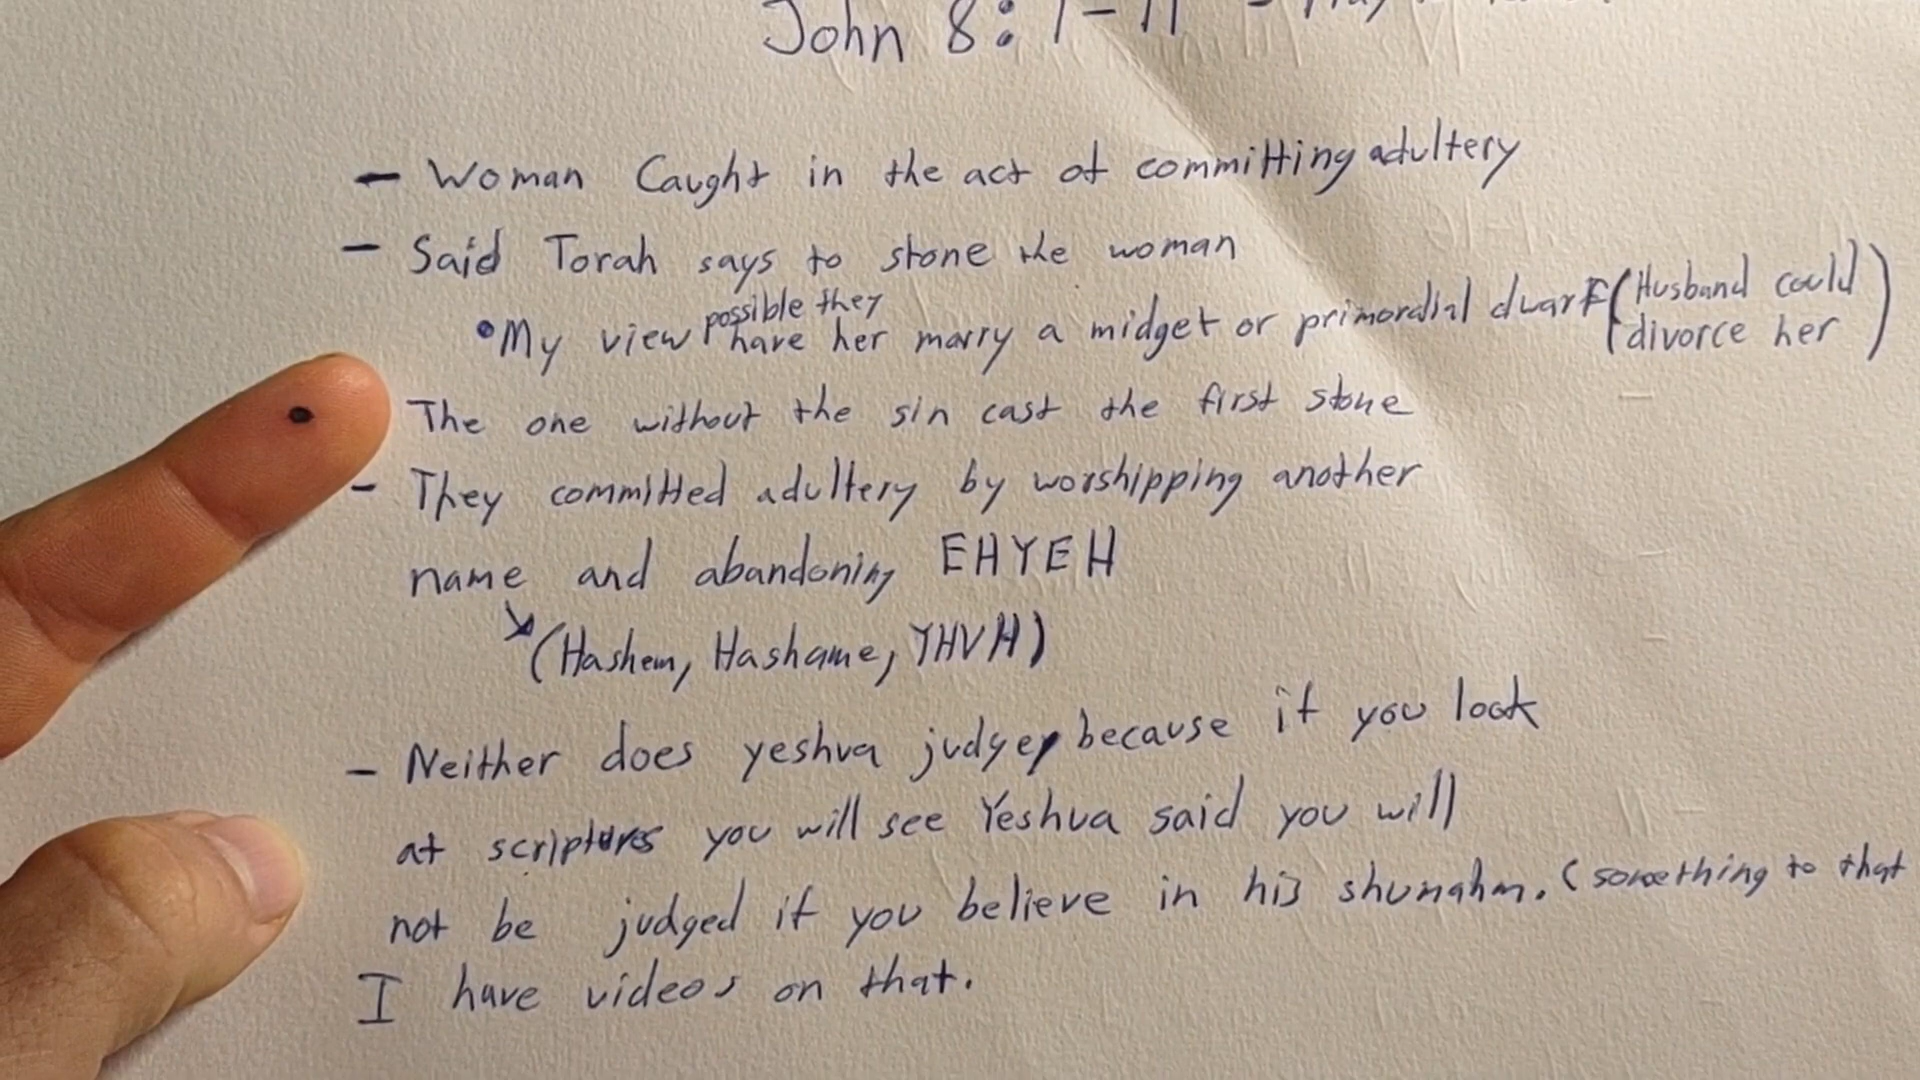 John 8: 1-11 -
- Woman Caught in the act of committing adultery
- Said Torah says to stone the woman
possible they
• My view have her marry a midget or primordial dwarf (Husband could divorce her)
The one without the sin cast the first stone
- They committed adultery by worshipping another
name and abandoning EHYEH
(Hashem, Hashame, YHVH)
- Neither does yeshva judge, because if you look
at scriptures you will see Yeshua said you will
not be judged if you believe in his shumahm. (something to that
I have videos on that.